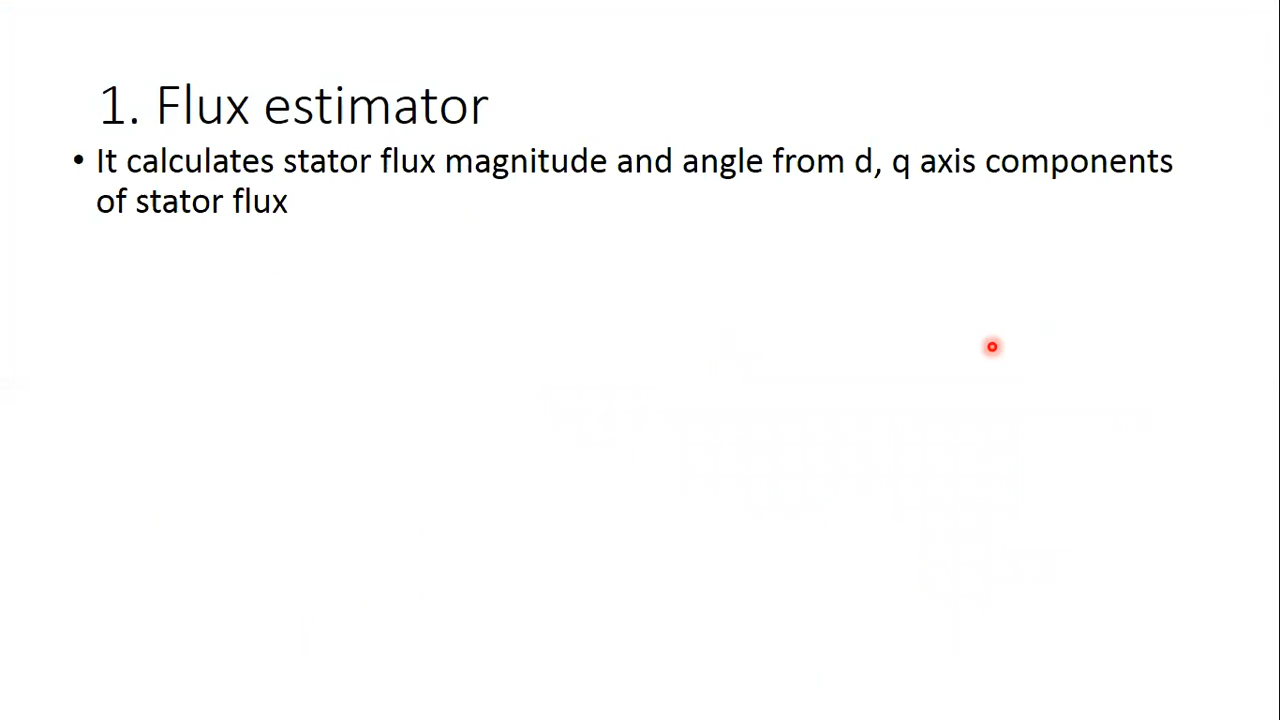 1. Flux estimator
• It calculates stator flux magnitude and angle from d, q axis components
of stator flux